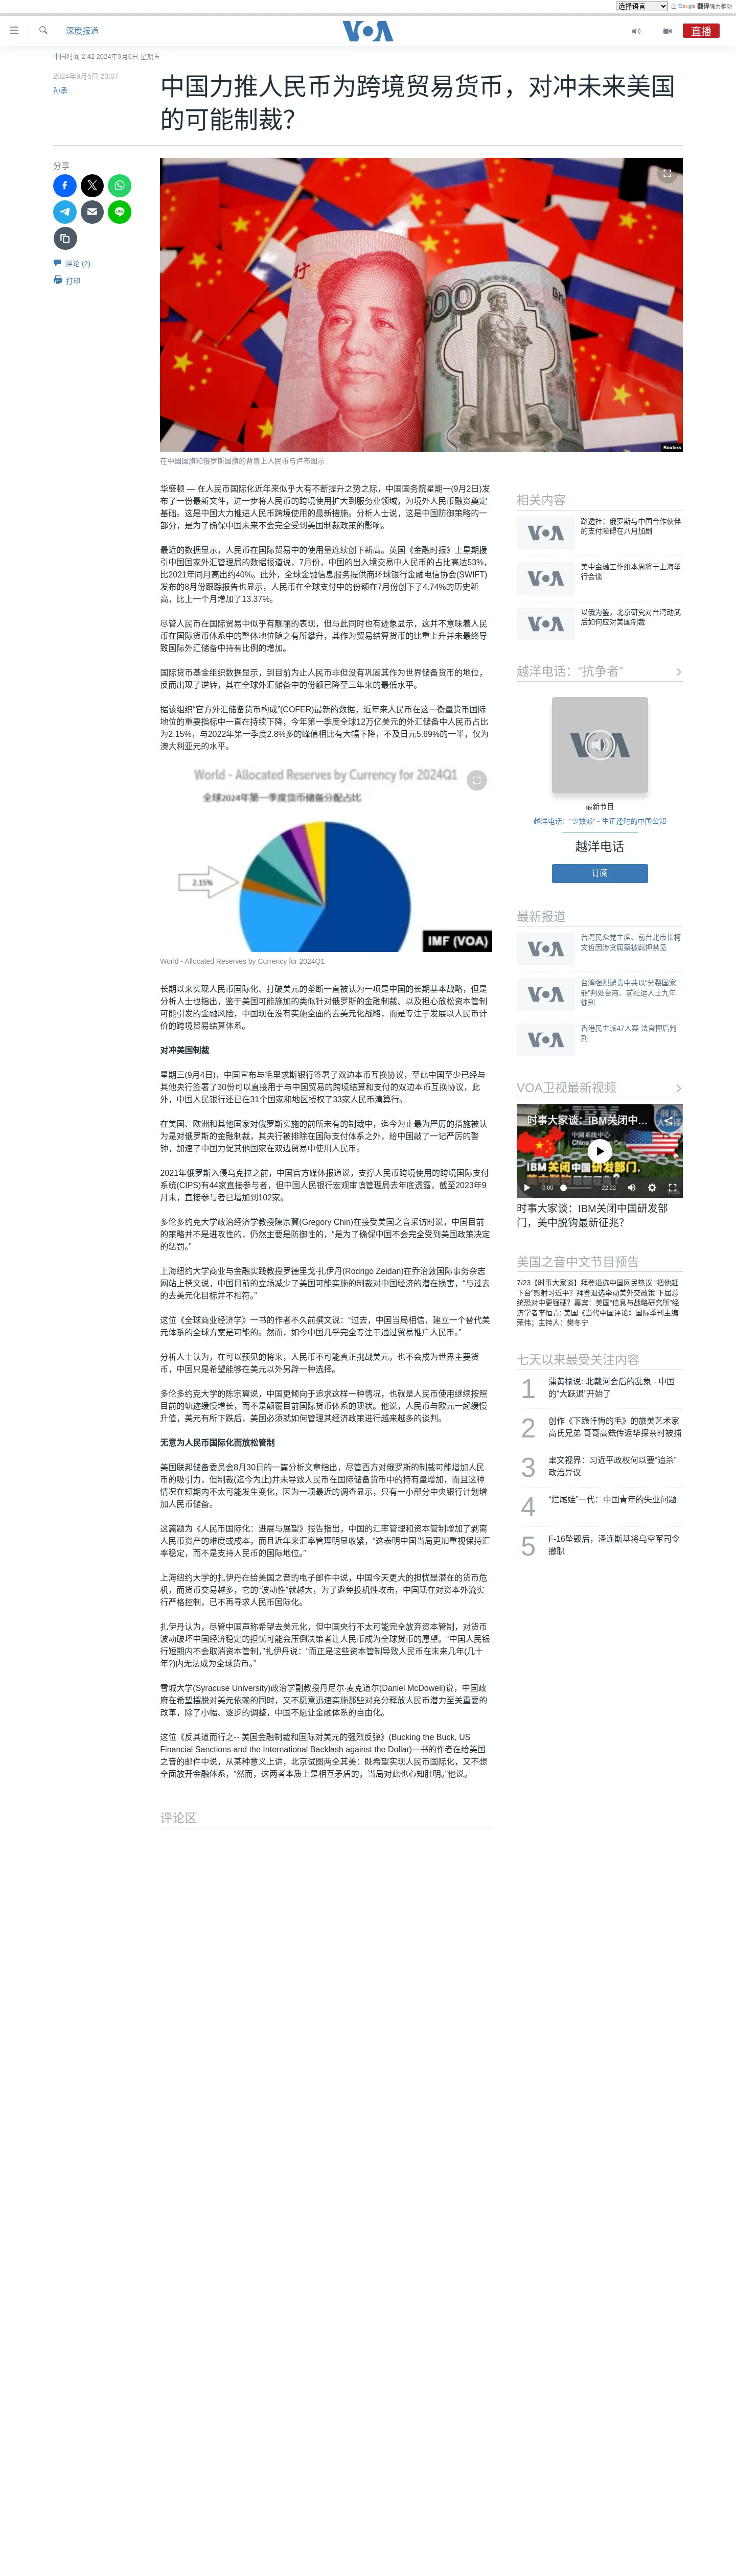 选择语言
由 Google 翻译强力驱动
深度报道
VOA
直播
中国时间 2:42 2024年9月6日 星期五
2024年9月5日 23:07
孙承
中国力推人民币为跨境贸易货币，对冲未来美国
的可能制裁？
分享
评论 (2)
打印
Reuters
在中国国旗和俄罗斯国旗的背景上人民币与卢布图示
华盛顿 — 在人民币国际化近年来似乎大有不断提升之势之际，中国国务院星期一(9月2日)发
布了一份最新文件，进一步将人民币的跨境使用扩大到服务业领域，为境外人民币融资奠定
基础。这是中国大力推进人民币跨境使用的最新措施。分析人士说，这是中国防御策略的一
部分，是为了确保中国未来不会完全受到美国制裁政策的影响。
最近的数据显示，人民币在国际贸易中的使用量连续创下新高。英国《金融时报》上星期援
引中国国家外汇管理局的数据报道说，7月份，中国的出入境交易中人民币的占比高达53%，
比2021年同月高出约40%。此外，全球金融信息服务提供商环球银行金融电信协会(SWIFT)
发布的8月份跟踪报告也显示，人民币在全球支付中的份额在7月份创下了4.74%的历史新
高，比上一个月增加了13.37%。
尽管人民币在国际贸易中似乎有靓丽的表现，但与此同时也有迹象显示，这并不意味着人民
币在国际货币体系中的整体地位随之有所攀升，其作为贸易结算货币的比重上升并未最终导
致国际外汇储备中持有比例的增加。
国际货币基金组织数据显示，到目前为止人民币非但没有巩固其作为世界储备货币的地位，
反而出现了逆转，其在全球外汇储备中的份额已降至三年来的最低水平。
据该组织“官方外汇储备货币构成”(COFER)最新的数据，近年来人民币在这一衡量货币国际
地位的重要指标中一直在持续下降，今年第一季度全球12万亿美元的外汇储备中人民币占比
为2.15%，与2022年第一季度2.8%多的峰值相比有大幅下降，不及日元5.69%的一半，仅为
澳大利亚元的水平。
World - Allocated Reserves by Currency for 2024Q1
全球2024年第一季度货币储备分配占比
2.15%
IMF (VOA)
World - Allocated Reserves by Currency for 2024Q1
长期以来实现人民币国际化、打破美元的垄断一直被认为一项是中国的长期基本战略，但是
分析人士也指出，鉴于美国可能施加的类似针对俄罗斯的金融制裁、以及担心放松资本管制
可能引发的金融风险，中国现在没有实施全面的去美元化战略，而是专注于发展以人民币计
价的跨境贸易结算体系。
对冲美国制裁
星期三(9月4日)，中国宣布与毛里求斯银行签署了双边本币互换协议，至此中国至少已经与
其他央行签署了30份可以直接用于与中国贸易的跨境结算和支付的双边本币互换协议，此
外，中国人民银行还已在31个国家和地区授权了33家人民币清算行。
在美国、欧洲和其他国家对俄罗斯实施的前所未有的制裁中，迄今为止最为严厉的措施被认
为是对俄罗斯的金融制裁，其央行被排除在国际支付体系之外，给中国敲了一记严厉的警
钟，加速了中国力促其他国家在双边贸易中使用人民币。
2021年俄罗斯入侵乌克拉之前，中国官方媒体报道说，支撑人民币跨境使用的跨境国际支付
系统(CIPS)有44家直接参与者，但中国人民银行宏观审慎管理局去年底透露，截至2023年9
月末，直接参与者已增加到102家。
多伦多约克大学政治经济学教授陳宗翼(Gregory Chin)在接受美国之音采访时说，中国目前
的策略并不是进攻性的，仍然主要是防御性的，“是为了确保中国不会完全受到美国政策决定
的惩罚。”
上海纽约大学商业与金融实践教授罗德里戈·扎伊丹(Rodrigo Zeidan)在乔治敦国际事务杂志
网站上撰文说，中国目前的立场减少了美国可能实施的制裁对中国经济的潜在损害，“与过去
的去美元化目标并不相符。”
这位《全球商业经济学》一书的作者不久前撰文说：“过去，中国当局相信，建立一个替代美
元体系的全球方案是可能的。然而，如今中国几乎完全专注于通过贸易推广人民币。”
分析人士认为，在可以预见的将来，人民币不可能真正挑战美元，也不会成为世界主要货
币，中国只是希望能够在美元以外另辟一种选择。
多伦多约克大学的陈宗翼说，中国更倾向于追求这样一种情况，也就是人民币使用继续按照
目前的轨迹缓慢增长，而不是颠覆目前国际货币体系的现状。他说，人民币与欧元一起缓慢
升值，美元有所下跌后，美国必须就如何管理其经济政策进行越来越多的谈判。
无意为人民币国际化而放松管制
美国联邦储备委员会8月30日的一篇分析文章指出，尽管西方对俄罗斯的制裁可能增加人民
币的吸引力，但制裁(迄今为止)并未导致人民币在国际储备货币中的持有量增加，而且这种
情况在短期内不太可能发生变化，因为一项最近的调查显示，只有一小部分中央银行计划增
加人民币储备。
这篇题为《人民币国际化：进展与展望》报告指出，中国的汇率管理和资本管制增加了剥离
人民币资产的难度或成本，而且近年来汇率管理明显收紧，“这表明中国当局更加重视保持汇
率稳定，而不是支持人民币的国际地位。”
上海纽约大学的扎伊丹在给美国之音的电子邮件中说，中国今天更大的担忧是潜在的货币危
机，而货币交易越多，它的“波动性”就越大，为了避免投机性攻击，中国现在对资本外流实
行严格控制，已不再寻求人民币国际化。
扎伊丹认为，尽管中国声称希望去美元化，但中国央行不太可能完全放弃资本管制，对货币
波动破坏中国经济稳定的担忧可能会压倒决策者让人民币成为全球货币的愿望。“中国人民银
行短期内不会取消资本管制，”扎伊丹说：“而正是这些资本管制导致人民币在未来几年(几十
年?)内无法成为全球货币。”
雪城大学(Syracuse University)政治学副教授丹尼尔·麦克道尔(Daniel McDowell)说，中国政
府在希望摆脱对美元依赖的同时，又不愿意迅速实施那些对充分释放人民币潜力至关重要的
改革，除了小幅、逐步的调整，中国不愿让金融体系的自由化。
这位《反其道而行之-- 美国金融制裁和国际对美元的强烈反弹》(Bucking the Buck, US
Financial Sanctions and the International Backlash against the Dollar)一书的作者在给美国
之音的邮件中说，从某种意义上讲，北京试图两全其美：既希望实现人民币国际化，又不想
全面放开金融体系，“然而，这两者本质上是相互矛盾的，当局对此也心知肚明。”他说。
评论区
相关内容
VOA
路透社：俄罗斯与中国合作伙伴
的支付障碍在八月加剧
VOA
美中金融工作组本周将于上海举
行会谈
VOA
以俄为鉴，北京研究对台湾动武
后如何应对美国制裁
越洋电话：“抗争者”
VOA
最新节目
越洋电话：“少数派” - 生正逢时的中国公知
越洋电话
订阅
最新报道
VOA
台湾民众党主席、前台北市长柯
文哲因涉贪腐案被羁押禁见
VOA
台湾强烈谴责中共以“分裂国家
罪”判处台商、前社运人士九年
徒刑
VOA
香港民主派47人案 法官押后判
刑
VOA卫视最新视频
时事大家谈：IBM关闭中...
IBM关闭中国研发部门.
0:00
22:22
时事大家谈：IBM关闭中国研发部
门，美中脱钩最新征兆？
美国之音中文节目预告
7/23【时事大家谈】拜登退选中国网民热议 “把他赶
下台”影射习近平？拜登退选牵动美外交政策 下届总
统恐对中更强硬？嘉宾：美国“信息与战略研究所”经
济学者李恒青; 美国《当代中国评论》国际季刊主编
荣伟；主持人：樊冬宁
七天以来最受关注内容
1
蒲黄榆说: 北戴河会后的乱象 - 中国
的“大跃退”开始了
2
创作《下跪忏悔的毛》的旅美艺术家
高氏兄弟 哥哥高兟传返华探亲时被捕
3
聿文视界：习近平政权何以要“追杀”
政治异议
4
“烂尾娃”一代：中国青年的失业问题
5
F-16坠毁后，泽连斯基将乌空军司令
撤职